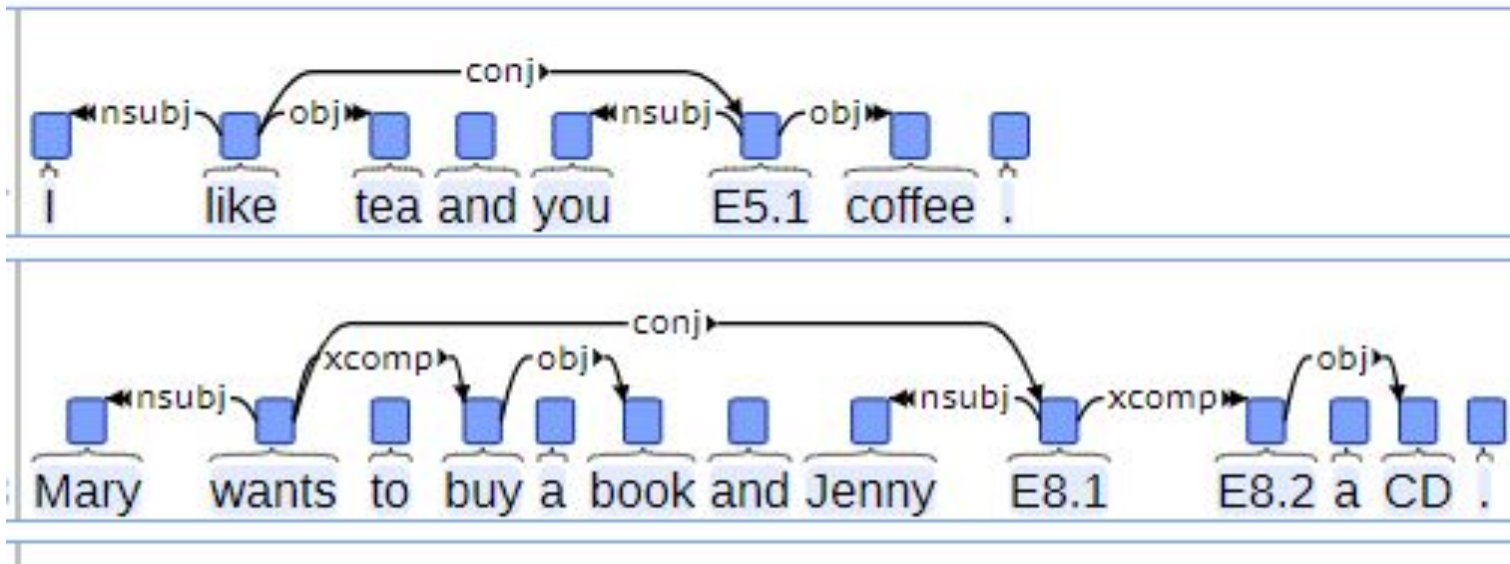 conj
nsubj obj nsubj obj
I like tea and you E5.1 coffee .
conj
xcomp obj obj
nsubj nsubj xcomp
Mary wants to buy a book and Jenny E8.1 E8.2 a CD .